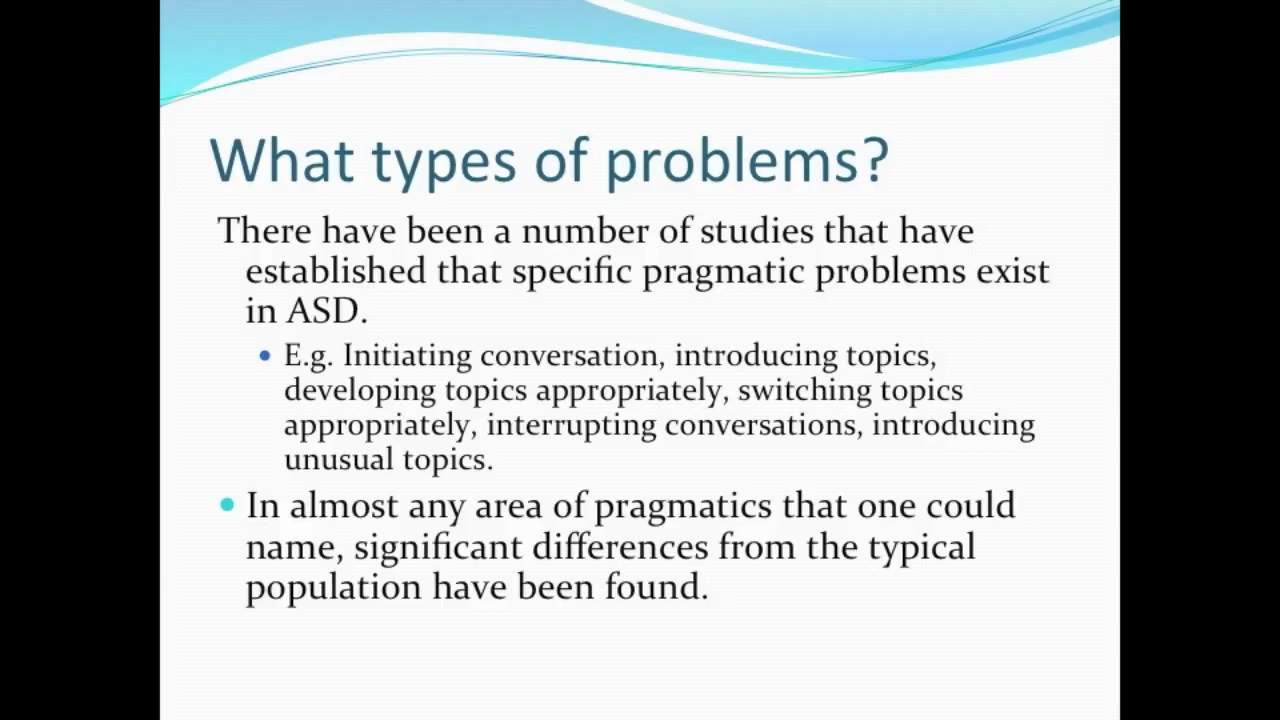 What types of problems?
There have been a number of studies that have
established that specific pragmatic problems exist
in ASD.
• E.g. Initiating conversation, introducing topics,
developing topics appropriately, switching topics
appropriately, interrupting conversations, introducing
unusual topics.
• In almost any area of pragmatics that one could
name, significant differences from the typical
population have been found.